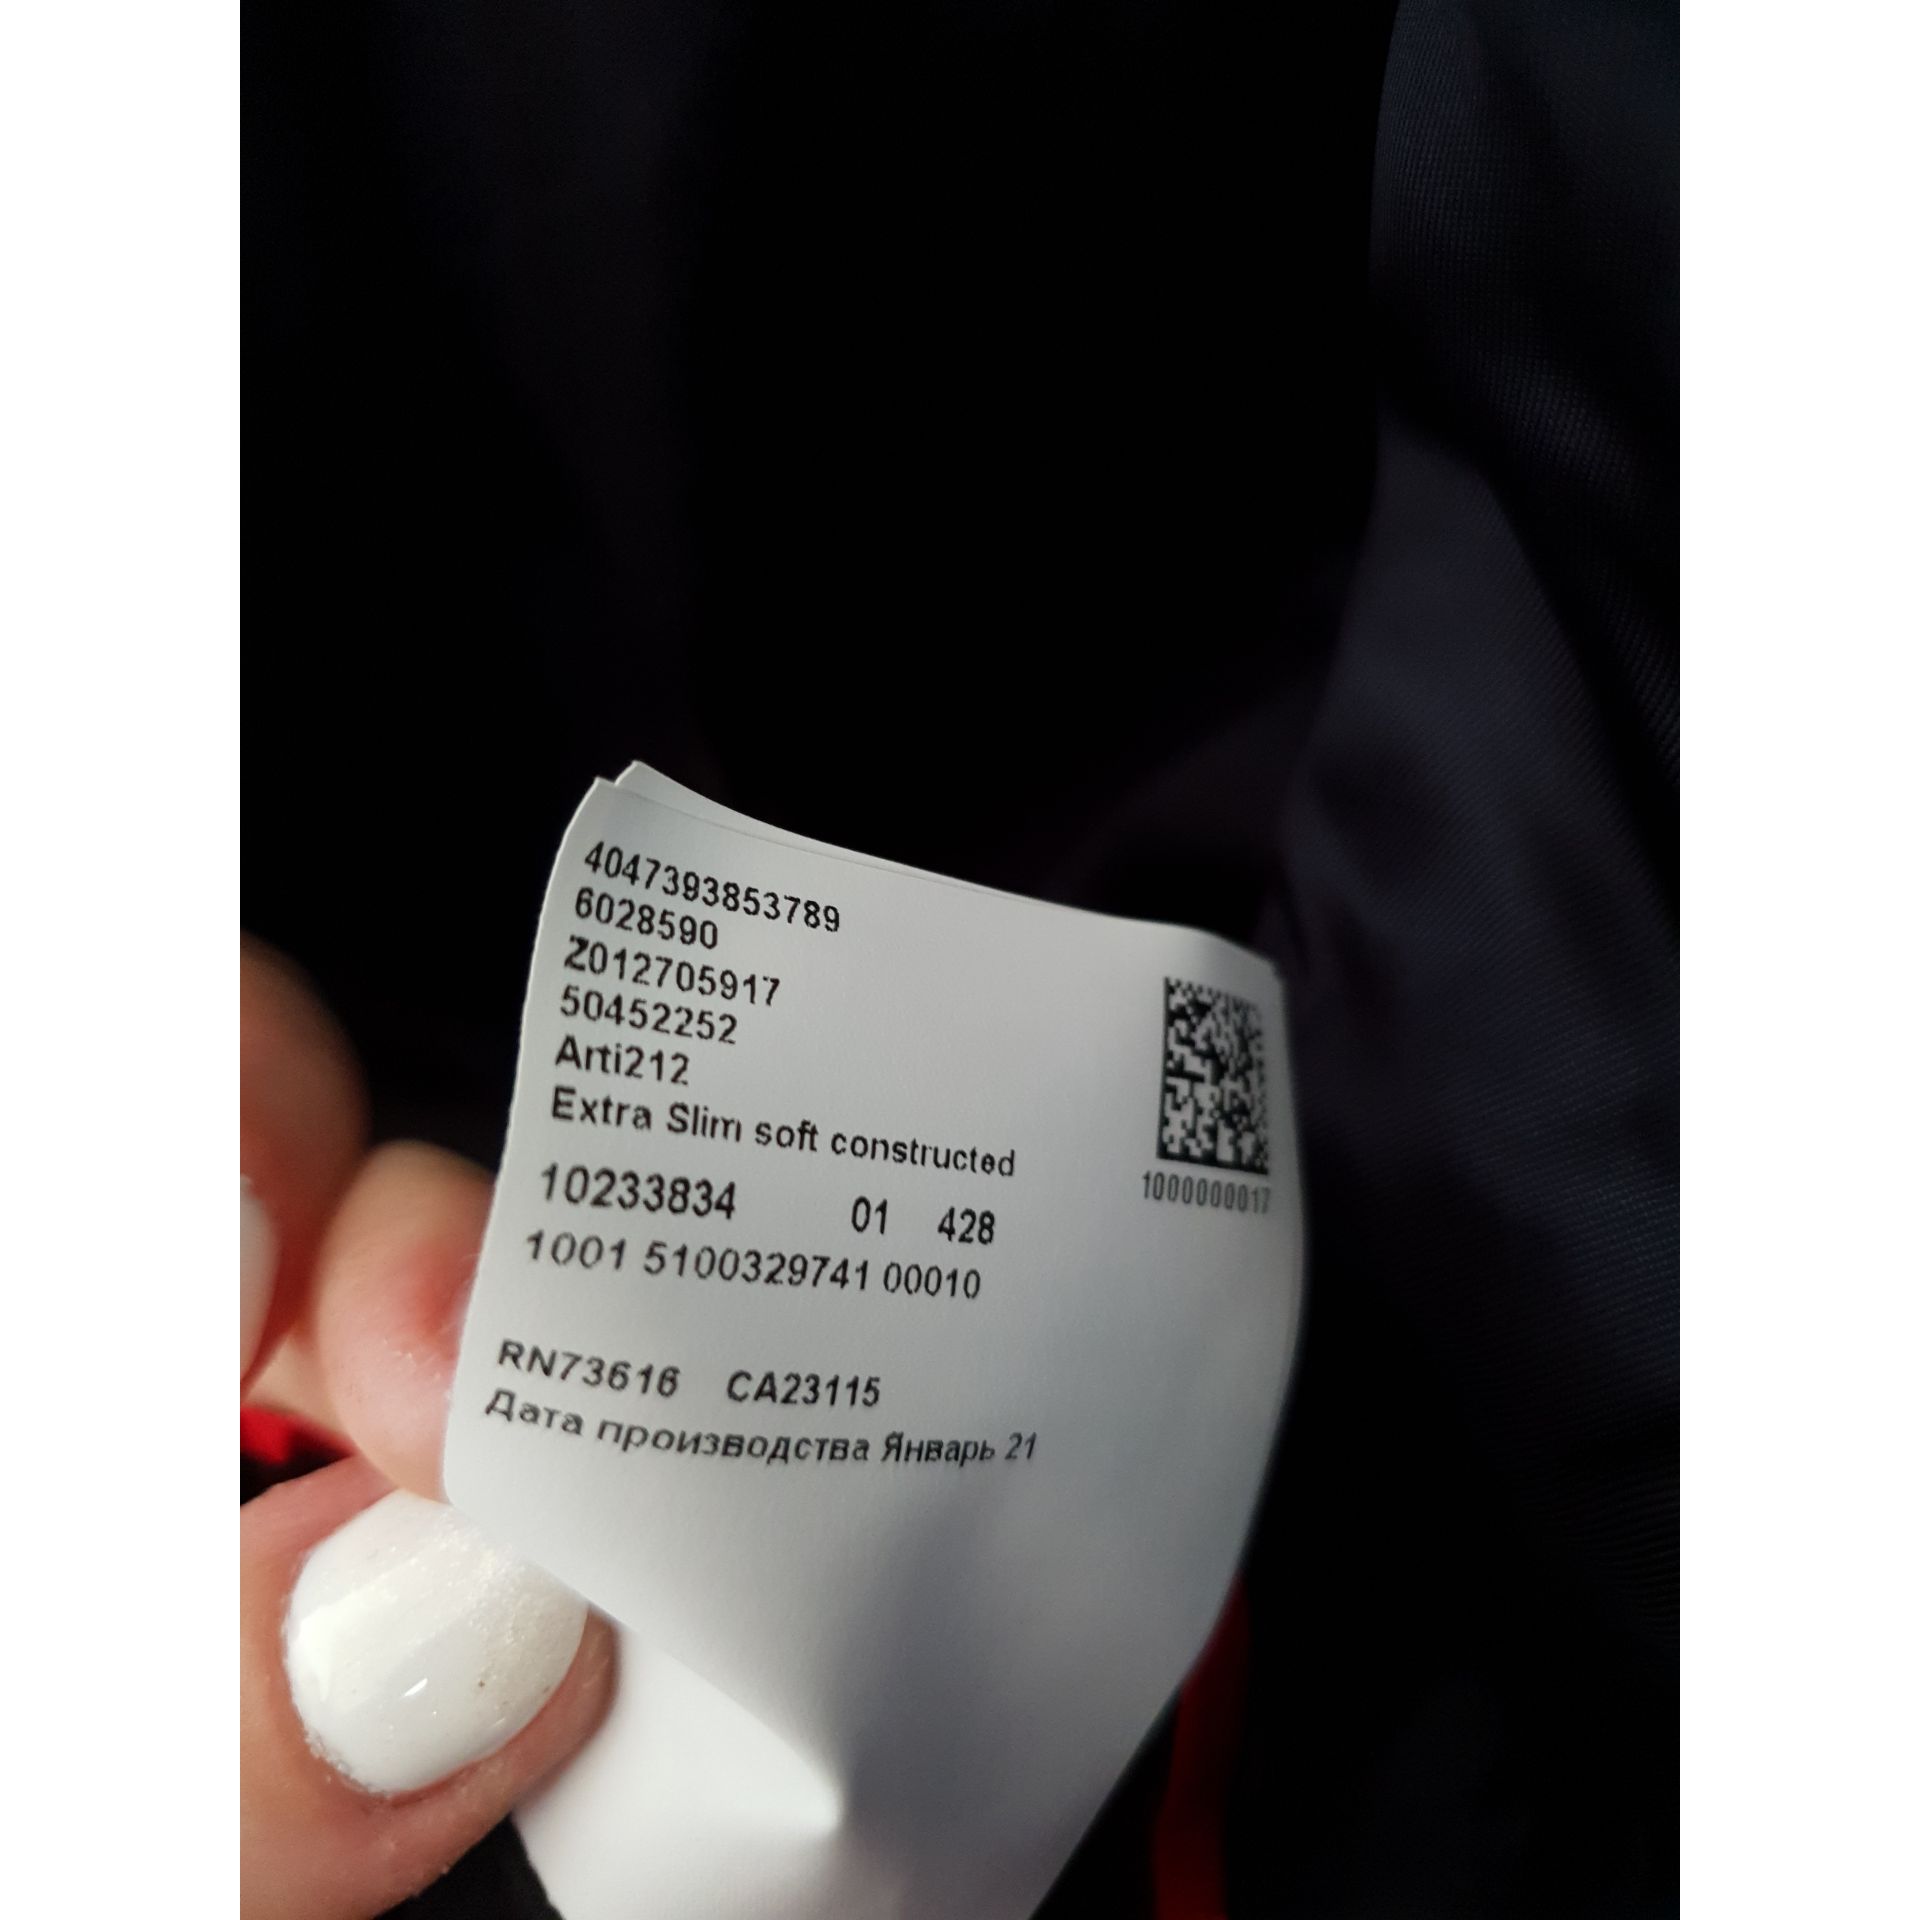 4047393853789
6028590
Z012705917
50452252
Arti212
Extra Slim soft constructed
10233834 01 428
1001 5100329741 00010
1000000017
RN73616 CA23115
Дата производства Январь 21